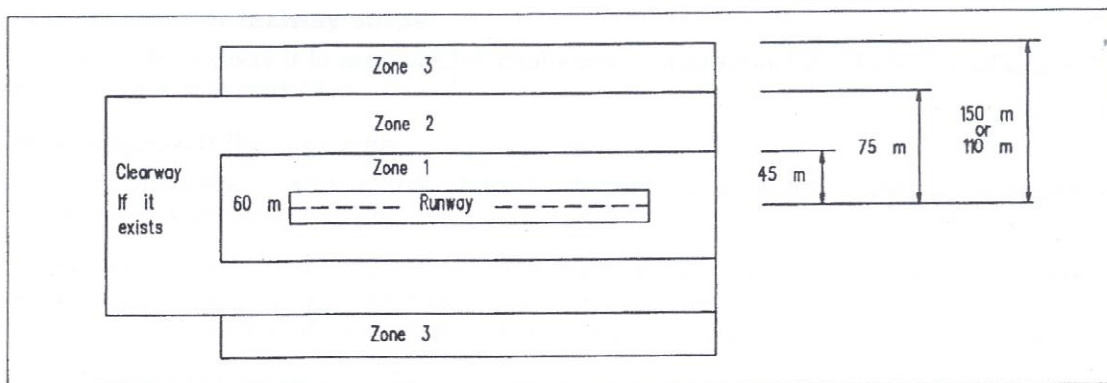 Zone 3
Zone 2
Zone 1
Clearway
If it
exists
60 m
Runway
45 m
75 m
150 m
or
110 m
Zone 3